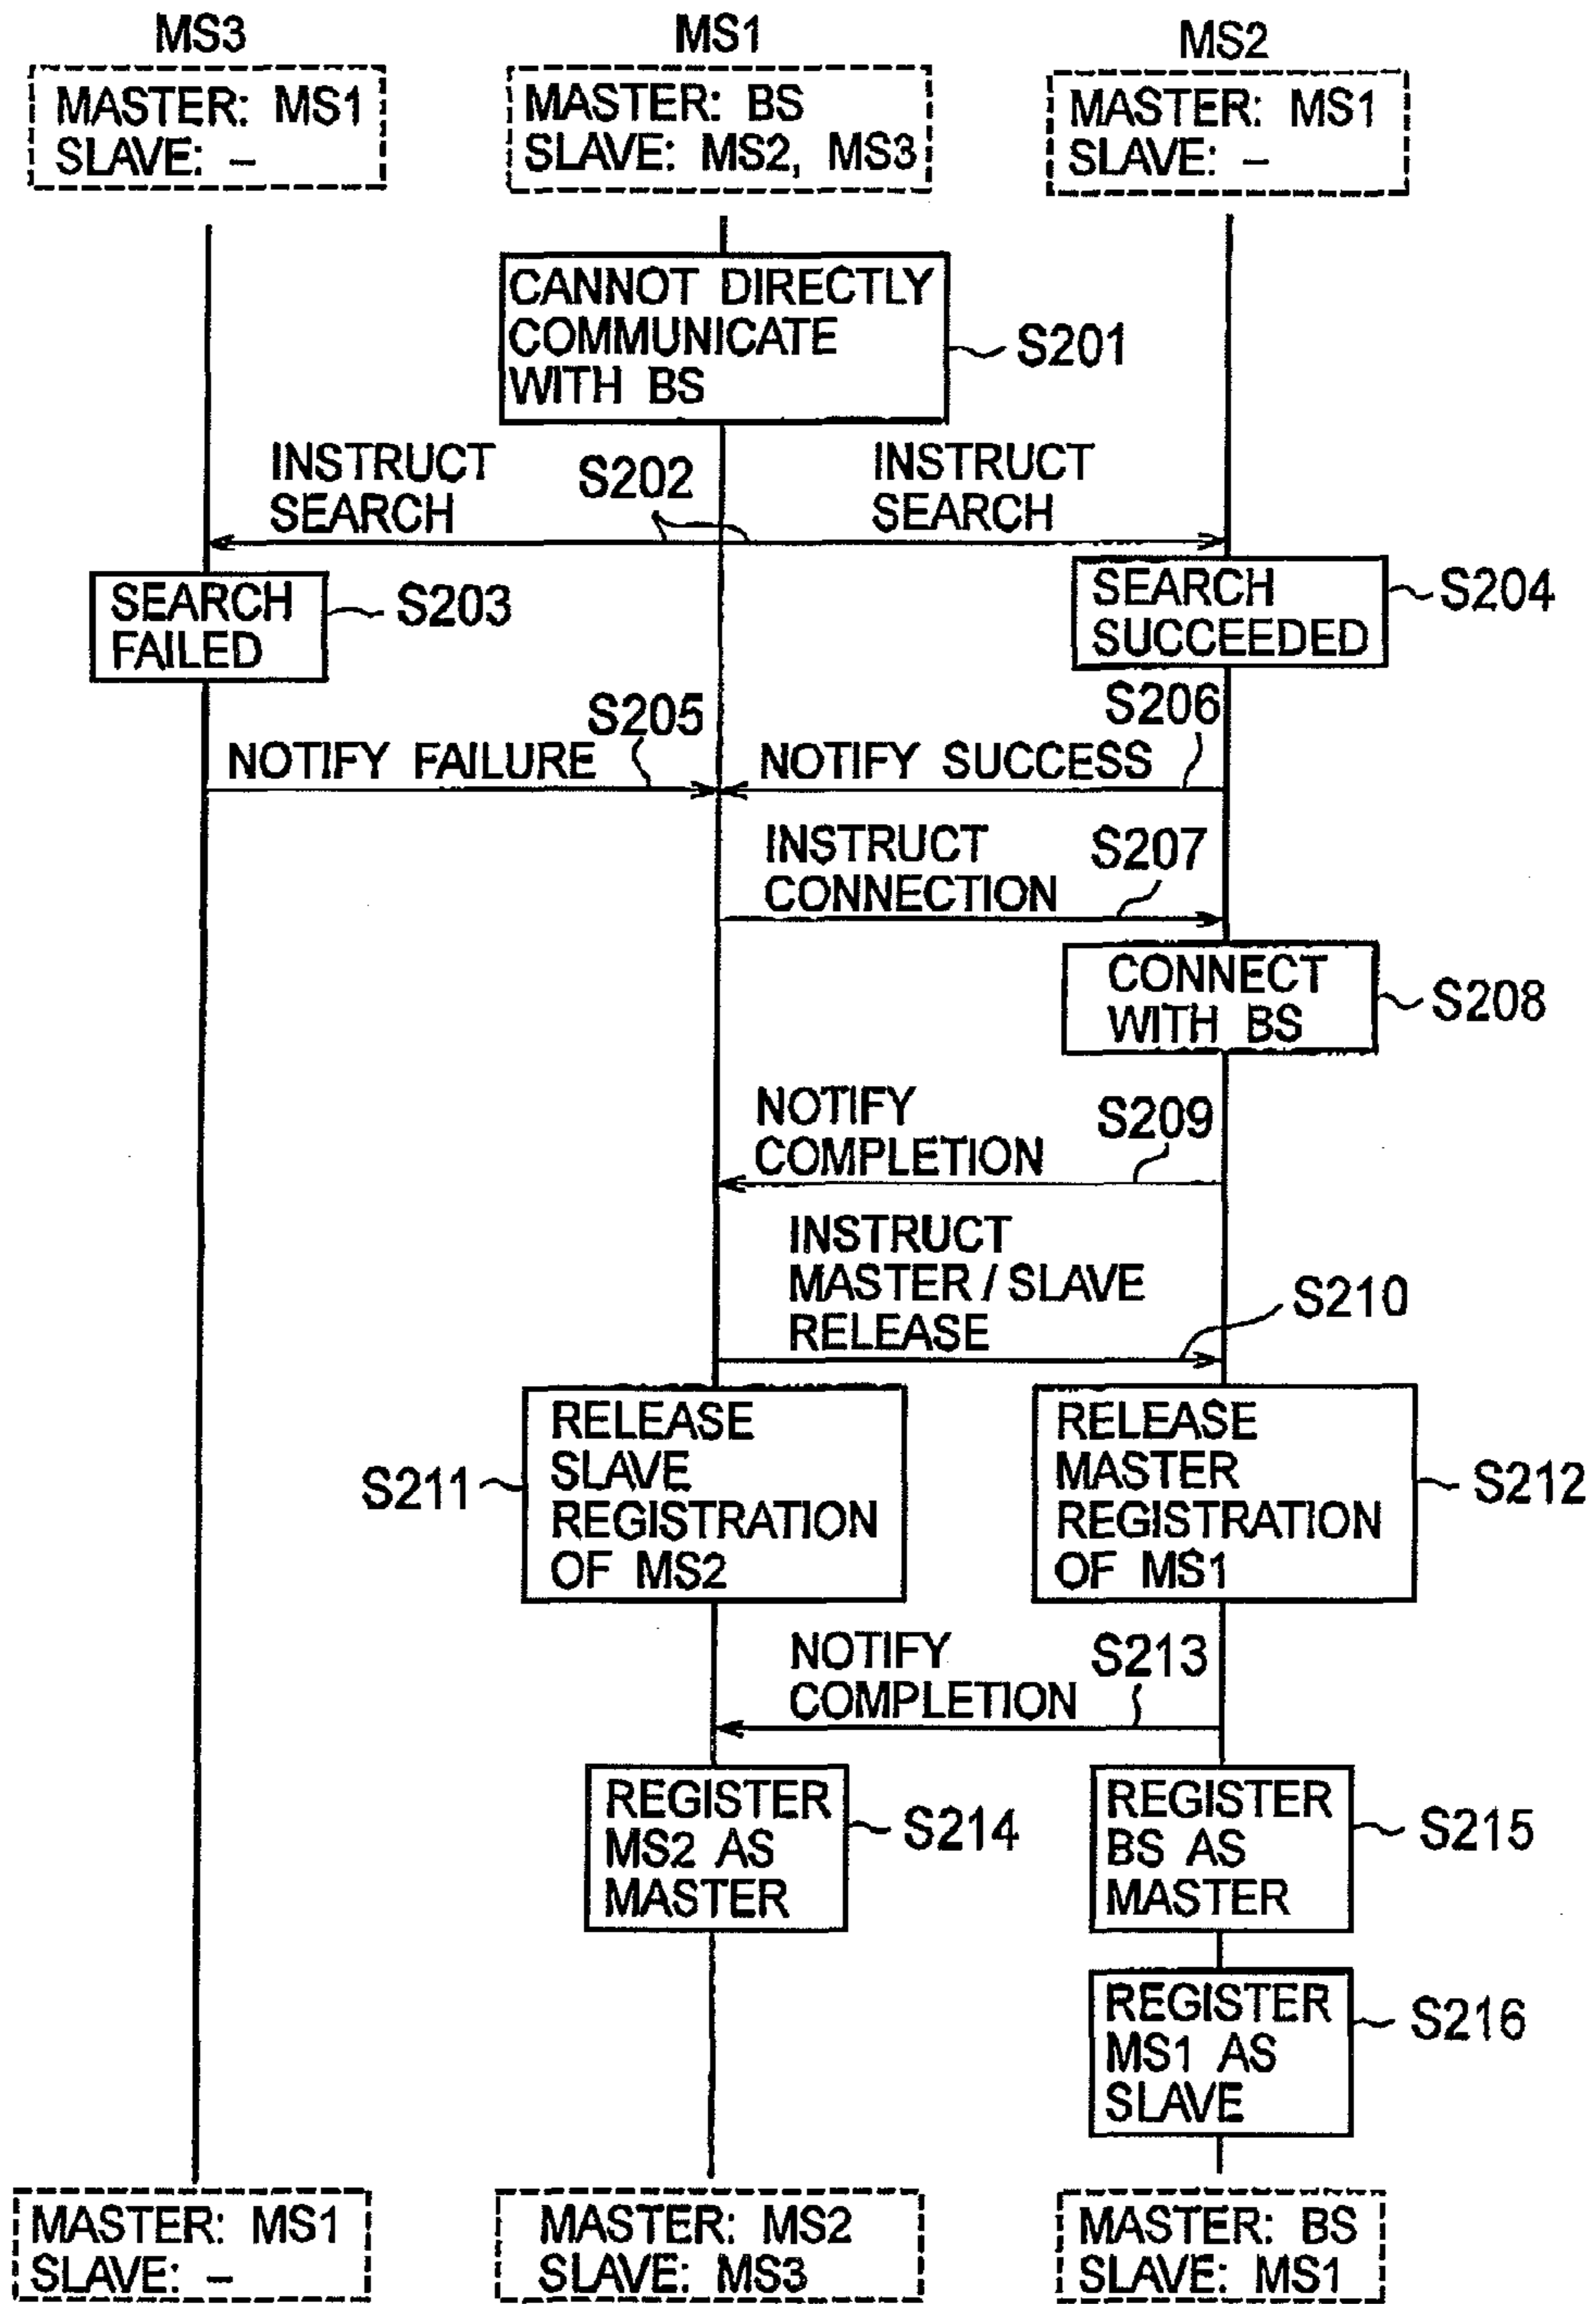 MS3
MS1
MS2
MASTER: MS1
SLAVE: –
MASTER: BS
SLAVE: MS2, MS3
MASTER: MS1
SLAVE: –
CANNOT DIRECTLY
COMMUNICATE
WITH BS
S201
INSTRUCT
SEARCH
S202
INSTRUCT
SEARCH
SEARCH
FAILED
S203
SEARCH
SUCCEEDED
S204
S205
S206
NOTIFY FAILURE
NOTIFY SUCCESS
INSTRUCT
CONNECTION
S207
CONNECT
WITH BS
S208
NOTIFY
COMPLETION
S209
INSTRUCT
MASTER / SLAVE
RELEASE
S210
RELEASE
SLAVE
REGISTRATION
OF MS2
S211
RELEASE
MASTER
REGISTRATION
OF MS1
S212
NOTIFY
COMPLETION
S213
REGISTER
MS2 AS
MASTER
S214
REGISTER
BS AS
MASTER
S215
REGISTER
MS1 AS
SLAVE
S216
MASTER: MS1
SLAVE: –
MASTER: MS2
SLAVE: MS3
MASTER: BS
SLAVE: MS1